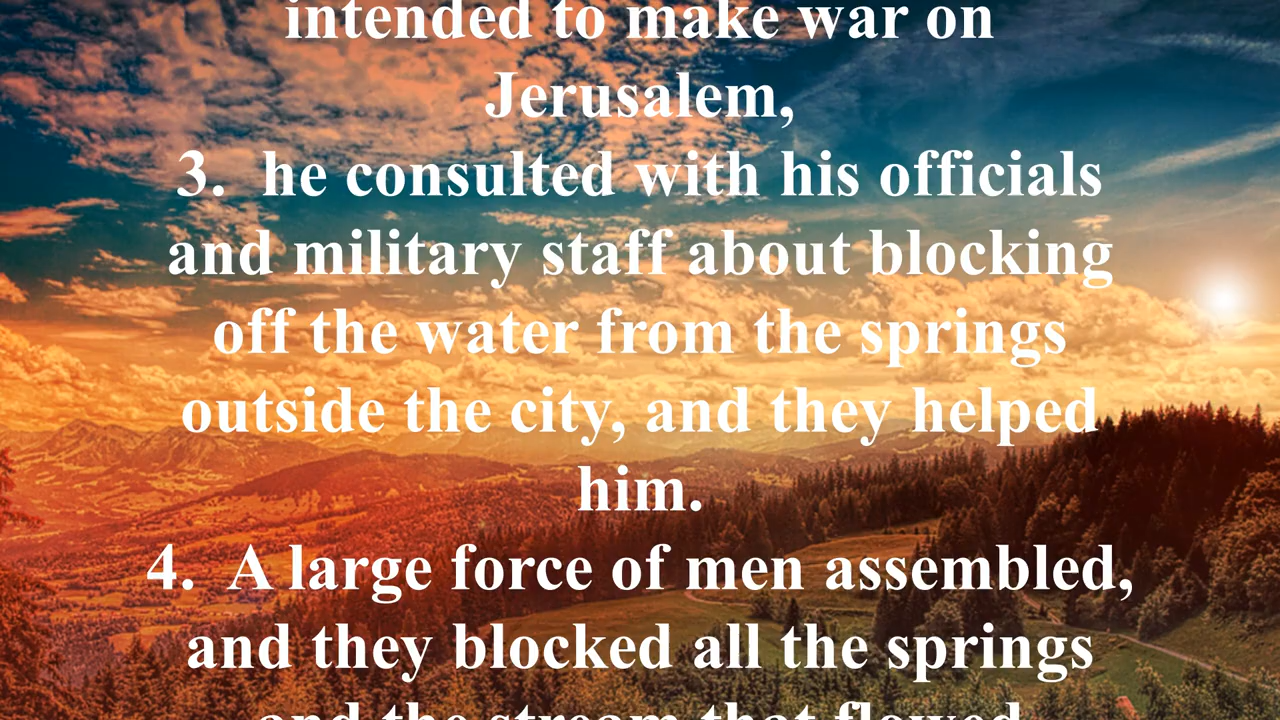 intended to make war on
Jerusalem,
3. he consulted with his officials
and military staff about blocking
off the water from the springs
outside the city, and they helped
him.
4. A large force of men assembled,
and they blocked all the springs
and the stream that flowed